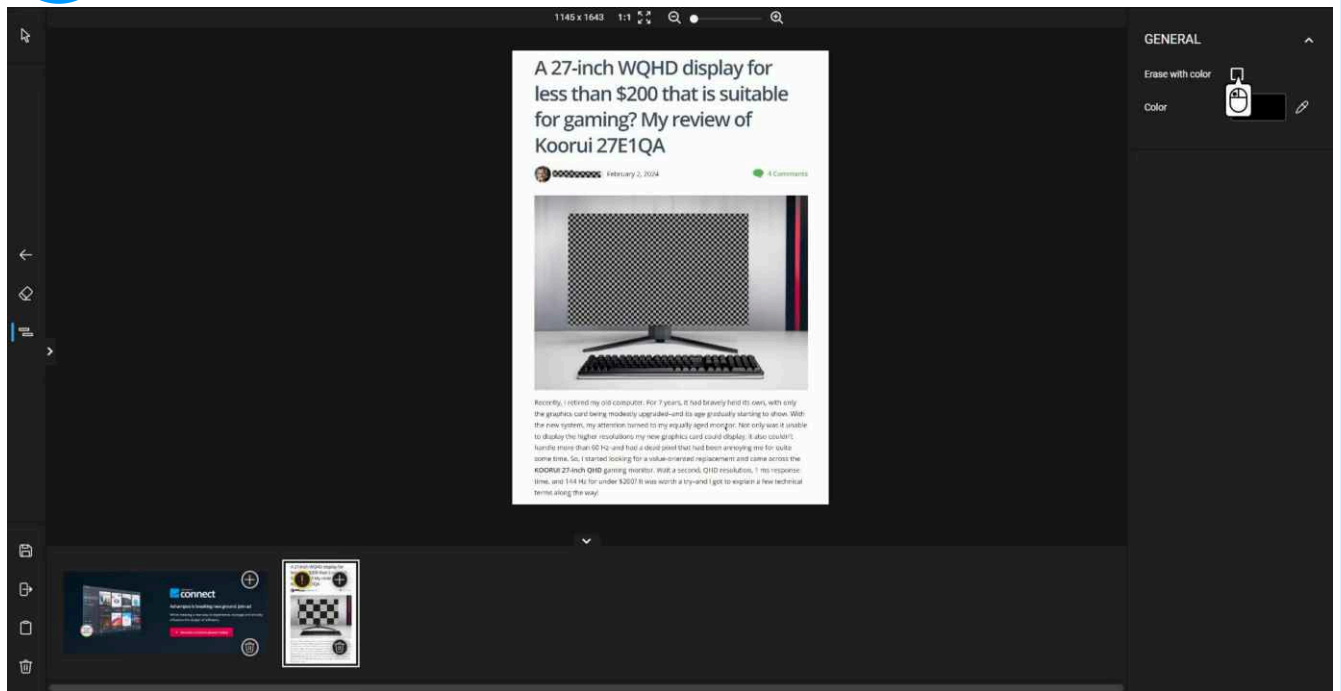 1145 x 1643 1:1
GENERAL
Erase with color
Color
A 27-inch WQHD display for
less than $200 that is suitable
for gaming? My review of
Koorui 27E1QA
February 2, 2024
4 Comments
Recently, I retired my old computer. For 7 years, it had bravely held its own, with only
the graphics card being modestly upgraded–and its age gradually starting to show. With
the new system, my attention turned to my equally aged monitor. Not only was it unable
to display the higher resolutions my new graphics card could display, it also couldn't
handle more than 60 Hz and had a dead pixel that had been annoying me for quite
some time. So, I started looking for a value-oriented replacement and came across the
KOORUI 27-inch QHD gaming monitor. Wait a second, QHD resolution, 1 ms response
time, and 144 Hz for under $200? It was worth a try–and I got to explain a few technical
terms along the way!
connect